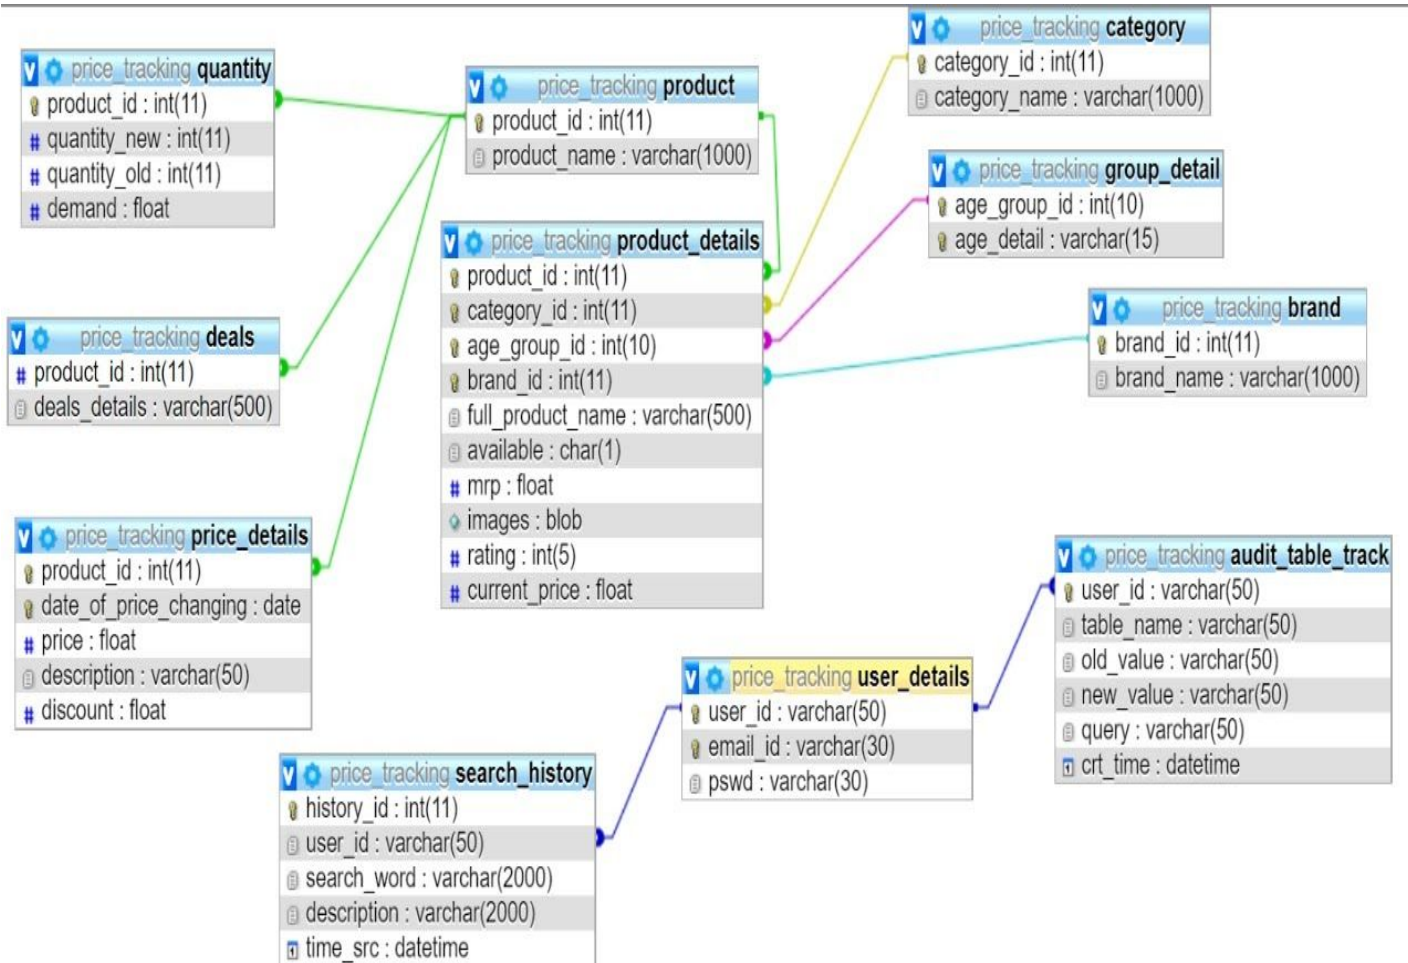 price_tracking quantity
product_id : int(11)
quantity_new : int(11)
quantity_old : int(11)
demand : float
price_tracking product
product_id : int(11)
product_name : varchar(1000)
price_tracking category
category_id : int(11)
category_name : varchar(1000)
price_tracking group_detail
age_group_id : int(10)
age_detail : varchar(15)
price_tracking product_details
product_id : int(11)
category_id : int(11)
age_group_id : int(10)
brand_id : int(11)
full_product_name : varchar(500)
available : char(1)
mrp : float
images : blob
rating : int(5)
current_price : float
price_tracking brand
brand_id : int(11)
brand_name : varchar(1000)
price_tracking deals
product_id : int(11)
deals_details : varchar(500)
price_tracking price_details
product_id : int(11)
date_of_price_changing : date
price : float
description : varchar(50)
discount : float
price_tracking audit_table_track
user_id : varchar(50)
table_name : varchar(50)
old_value : varchar(50)
new_value : varchar(50)
query : varchar(50)
crt_time : datetime
price_tracking user_details
user_id : varchar(50)
email_id : varchar(30)
pswd : varchar(30)
price_tracking search_history
history_id : int(11)
user_id : varchar(50)
search_word : varchar(2000)
description : varchar(2000)
time_src : datetime